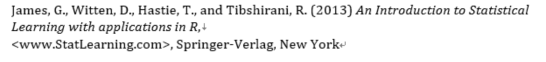 James, G., Witten, D., Hastie, T., and Tibshirani, R. (2013) An Introduction to Statistical
Learning with applications in R,↓
<www.StatLearning.com>, Springer-Verlag, New York↵